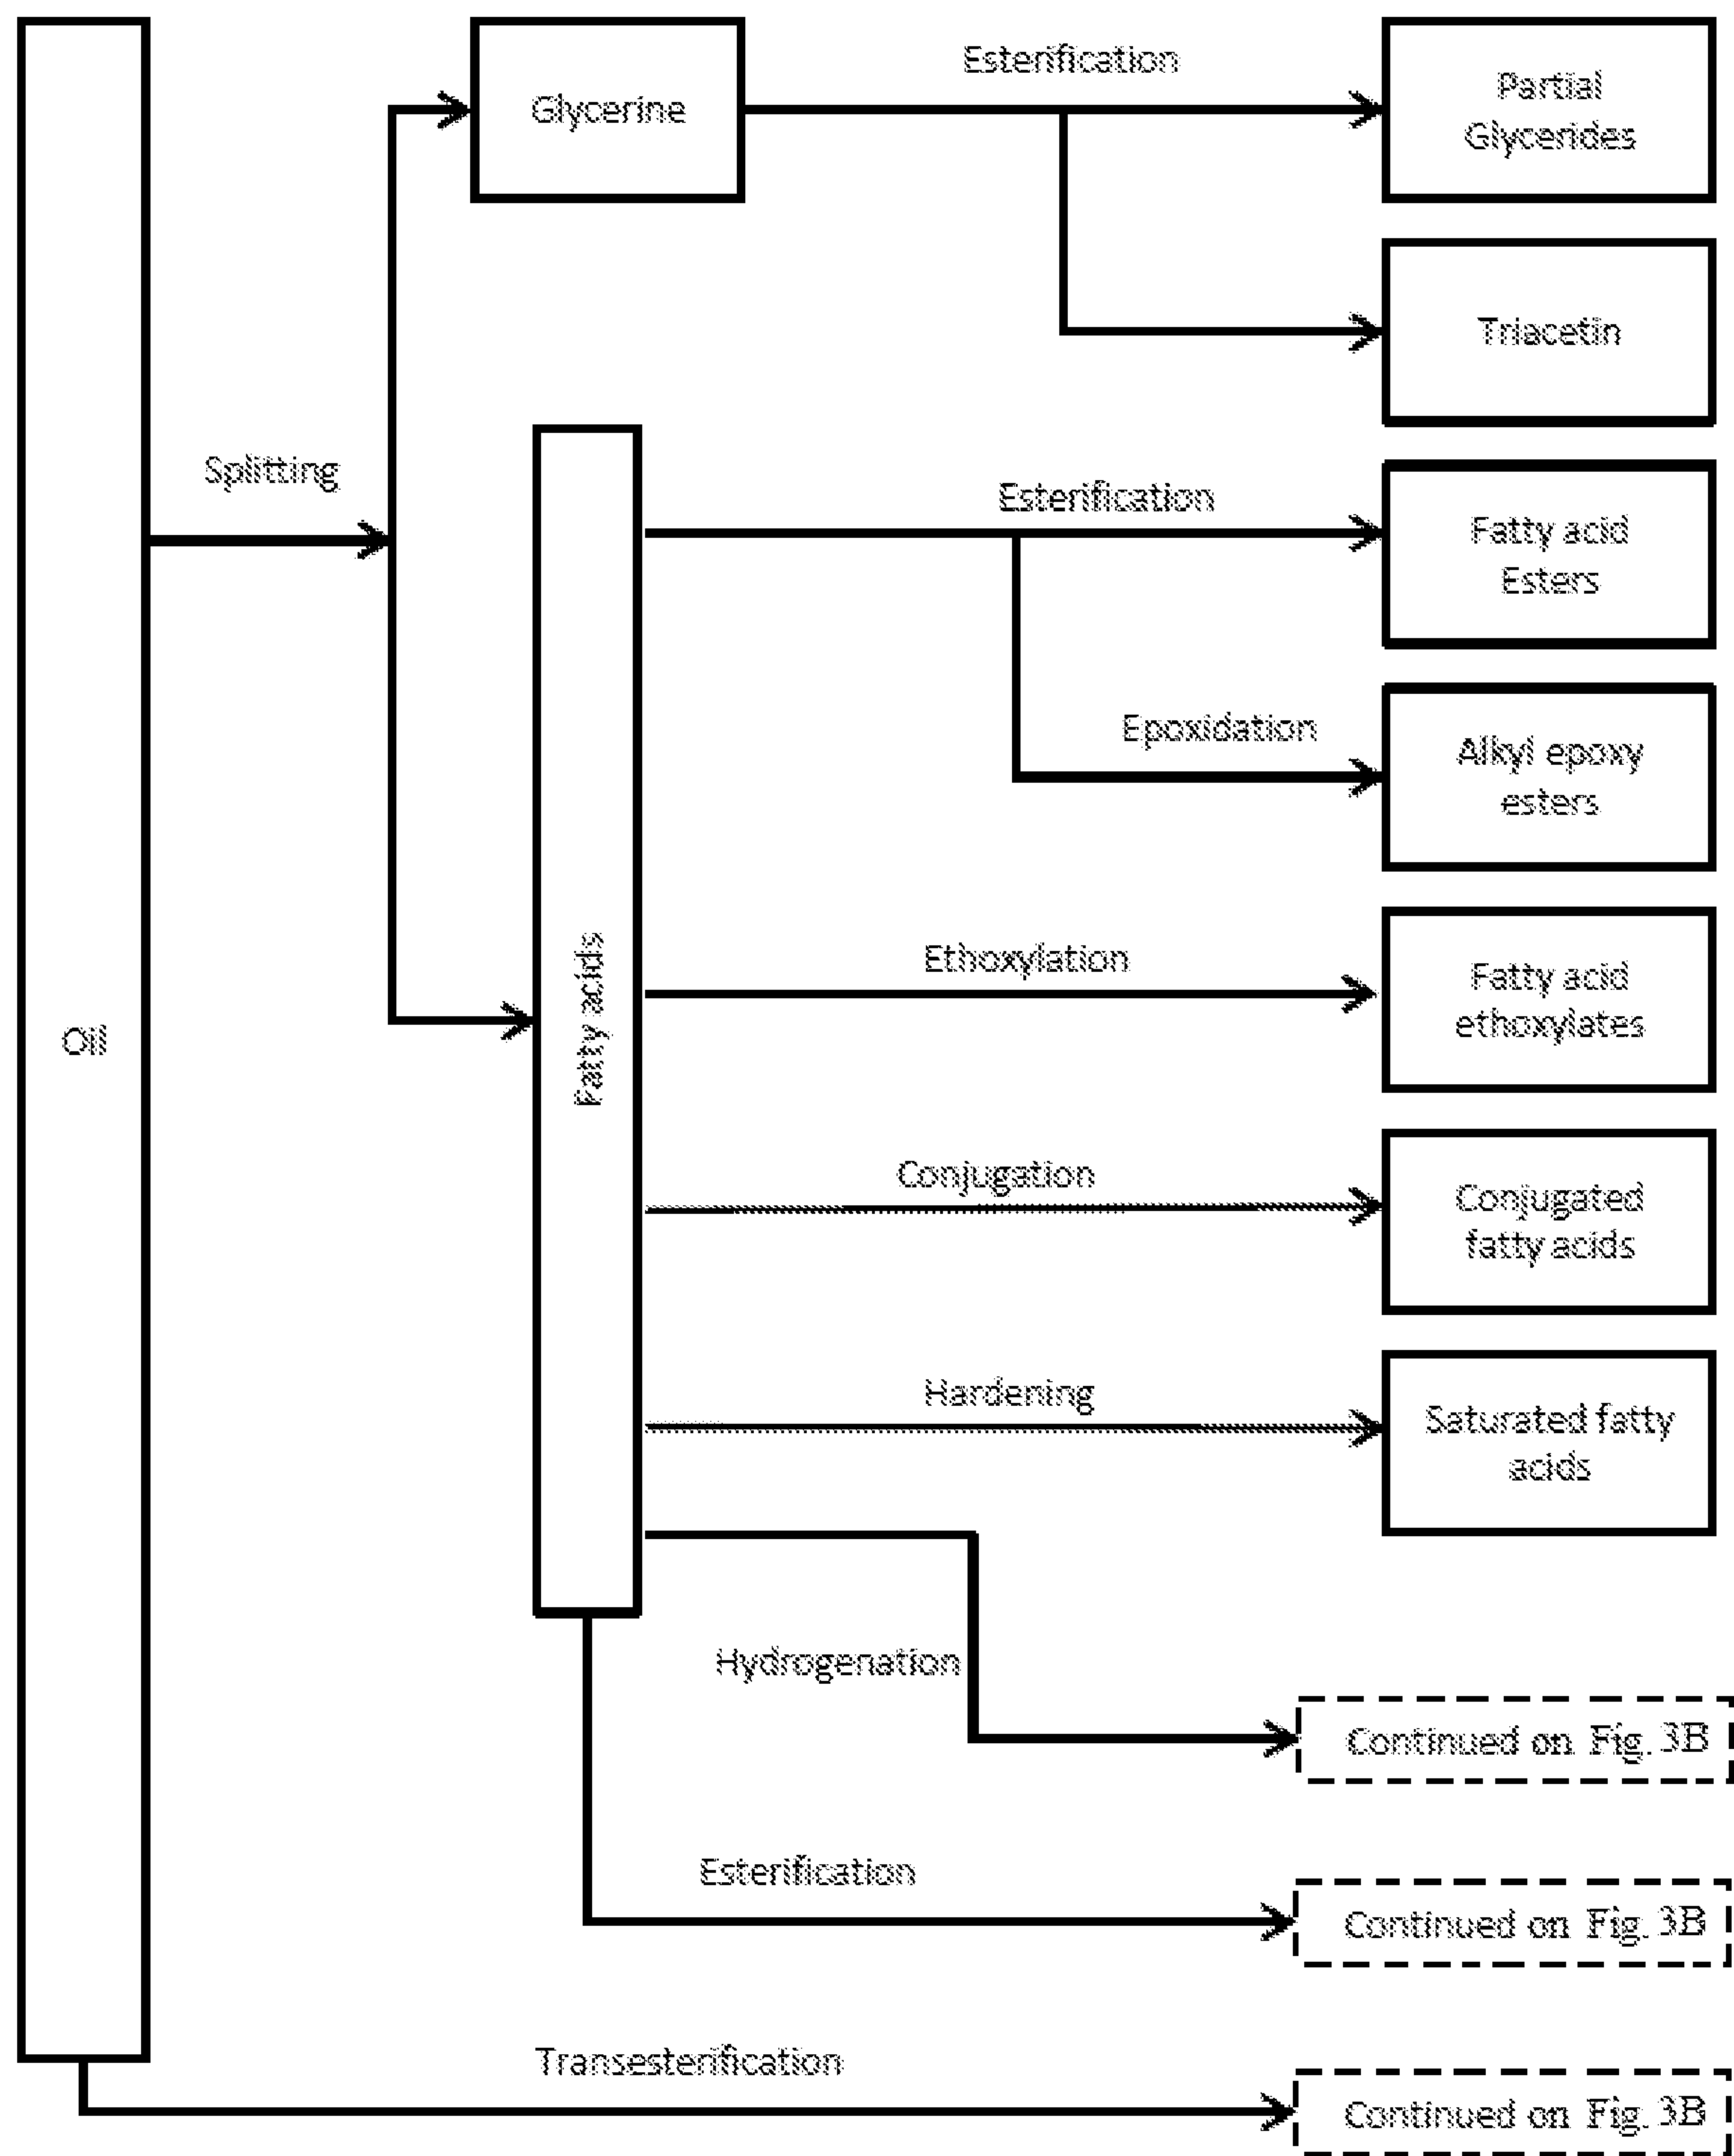 Esterification
Glycerine
Partial
Glycerides
Triacetin
Splitting
Esterification
Fatty acid
Esters
Epoxidation
Alkyl epoxy
esters
Oil
Fatty acids
Ethoxylation
Fatty acid
ethoxylates
Conjugation
Conjugated
fatty acids
Hardening
Saturated fatty
acids
Hydrogenation
Continued on Fig. 3B
Esterification
Continued on Fig. 3B
Transesterification
Continued on Fig. 3B